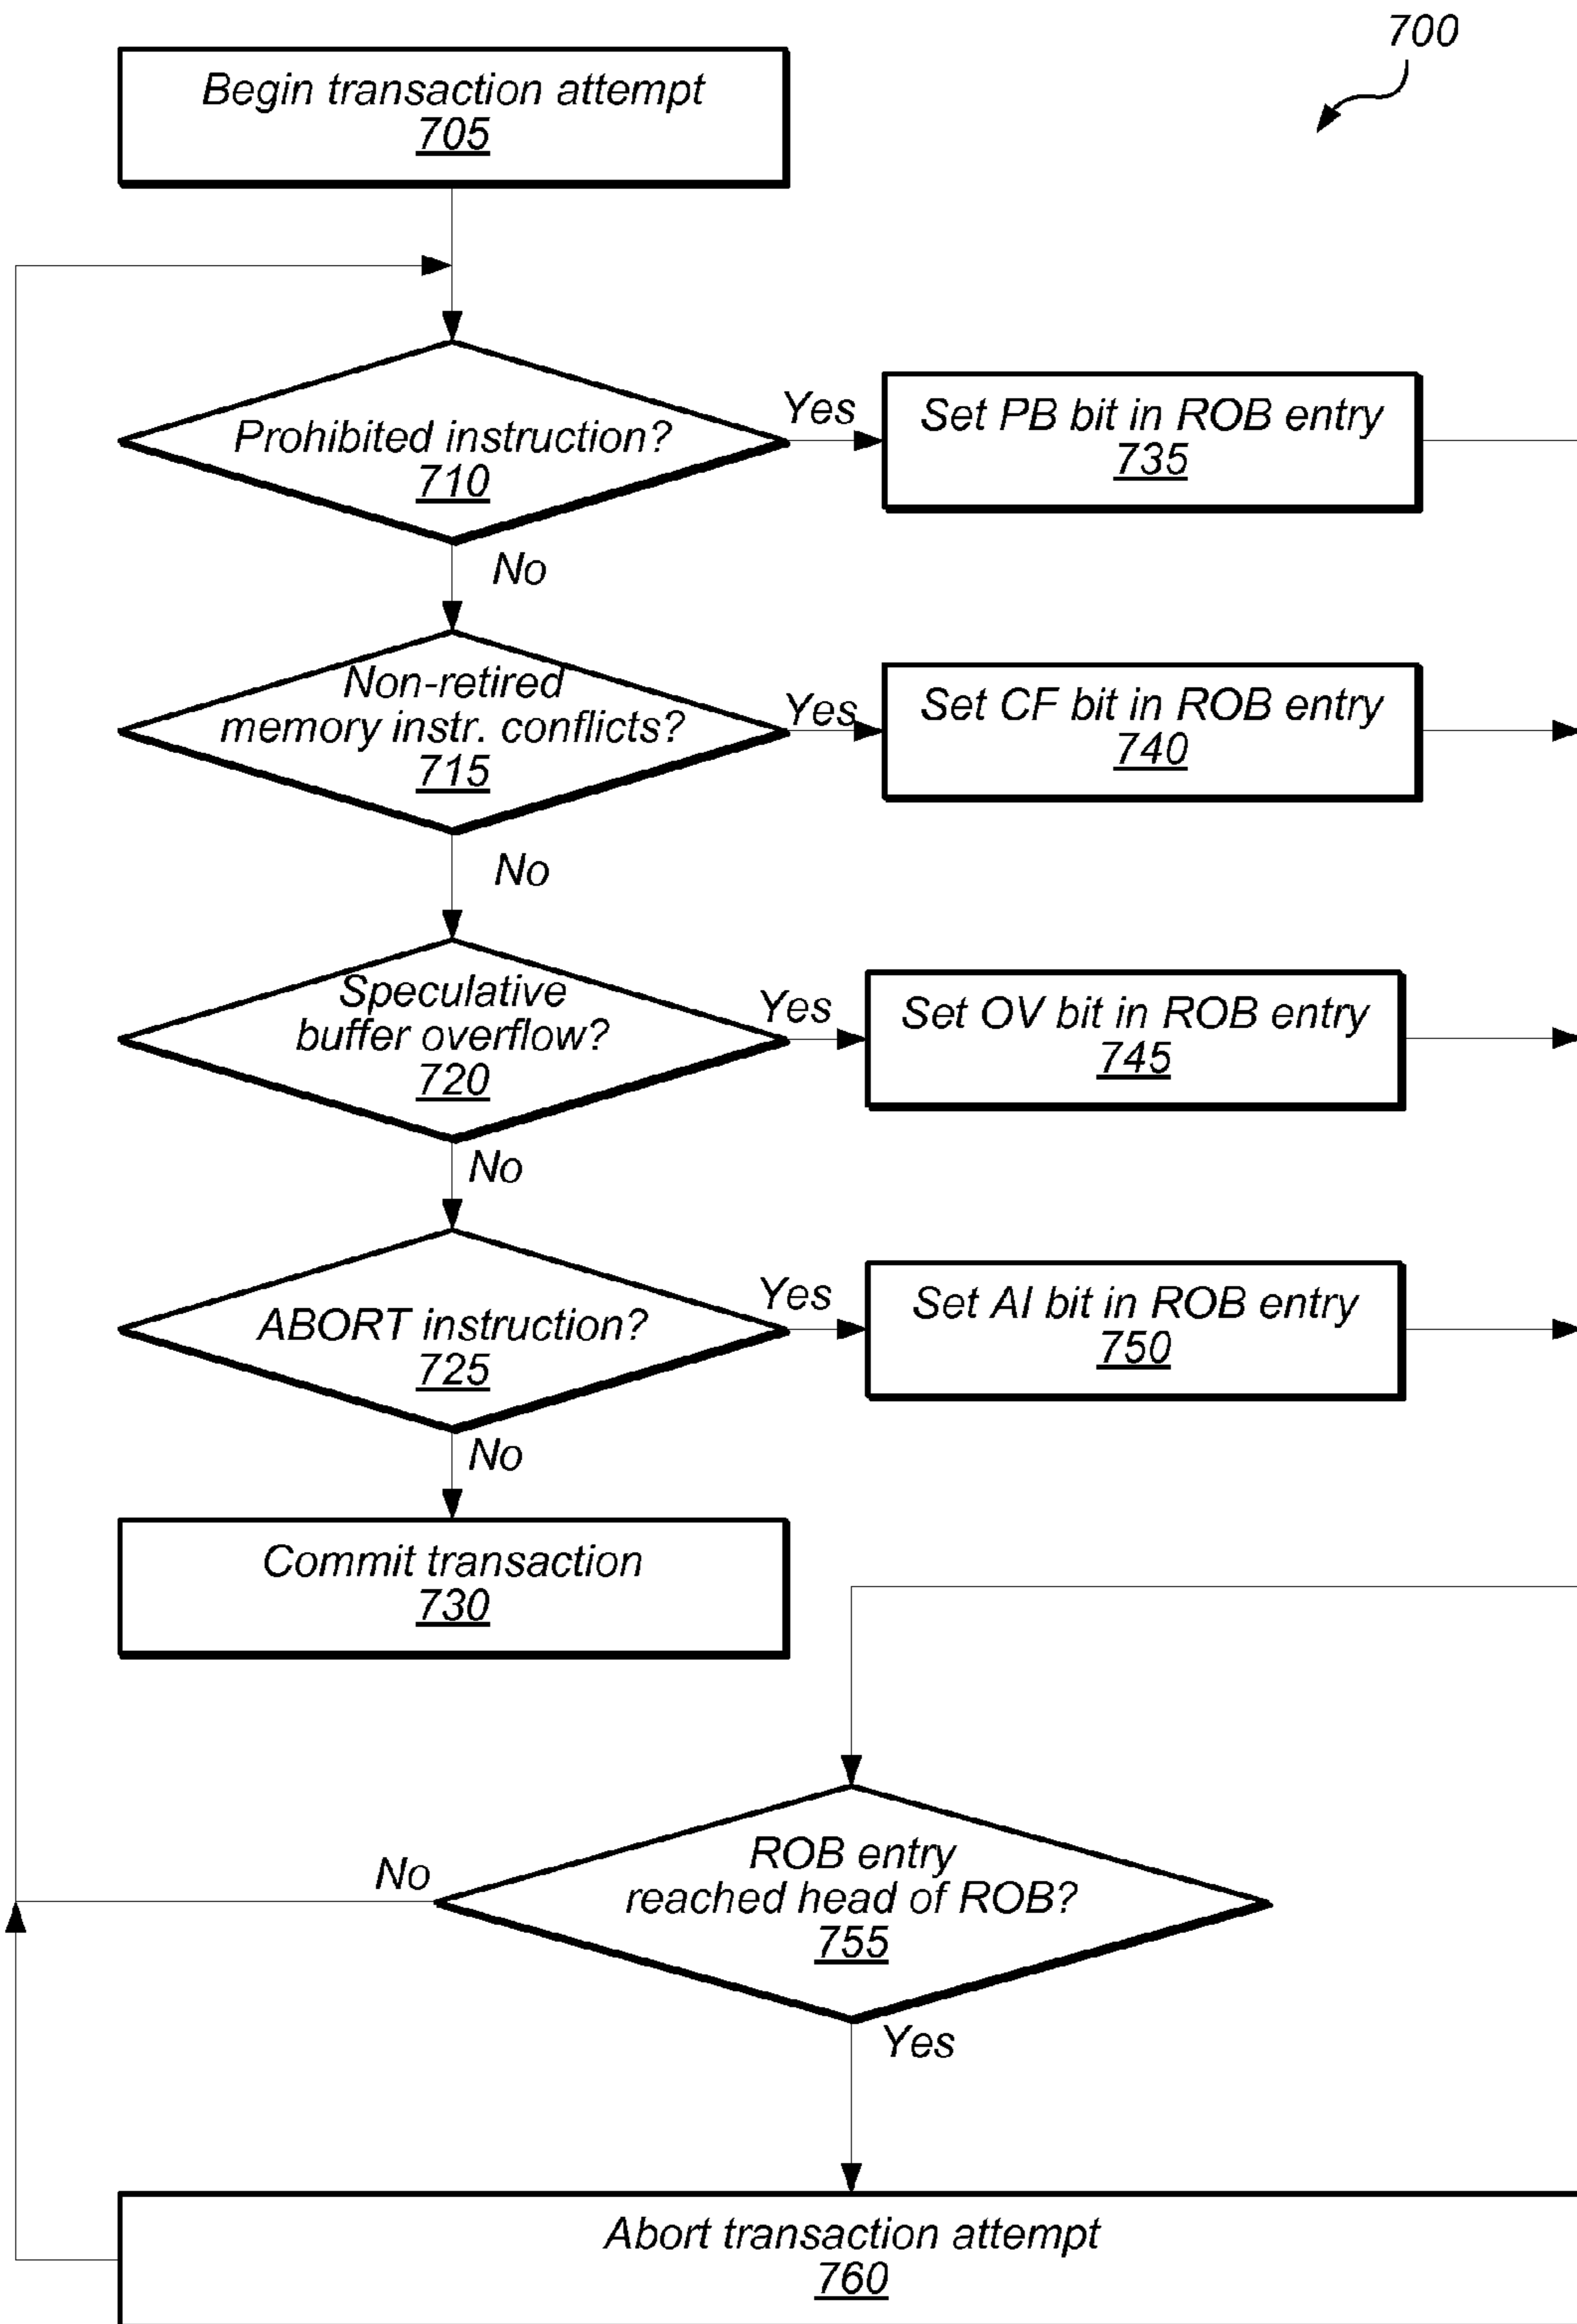 700
Begin transaction attempt
705
Prohibited instruction?
710
Yes
Set PB bit in ROB entry
735
No
Non-retired
memory instr. conflicts?
715
Yes
Set CF bit in ROB entry
740
No
Speculative
buffer overflow?
720
Yes
Set OV bit in ROB entry
745
No
ABORT instruction?
725
Yes
Set AI bit in ROB entry
750
No
Commit transaction
730
No
ROB entry
reached head of ROB?
755
Yes
Abort transaction attempt
760